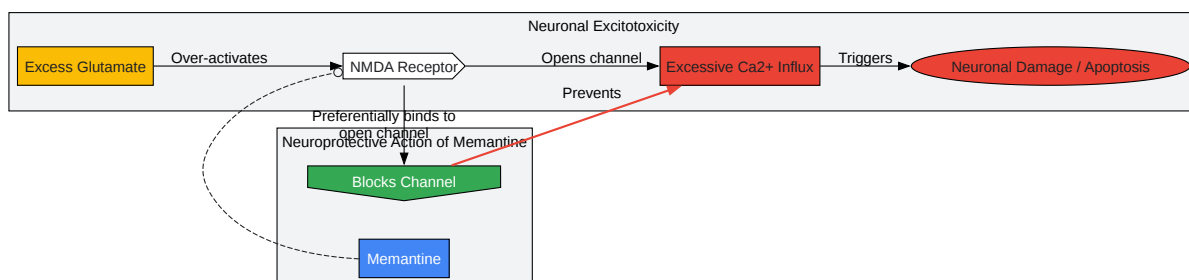 Neuronal Excitotoxicity
Excess Glutamate
Over-activates
NMDA Receptor
Opens channel
Excessive Ca2+ Influx
Triggers
Neuronal Damage / Apoptosis
Prevents
Preferentially binds to
open channel
Neuroprotective Action of Memantine
Blocks Channel
Memantine